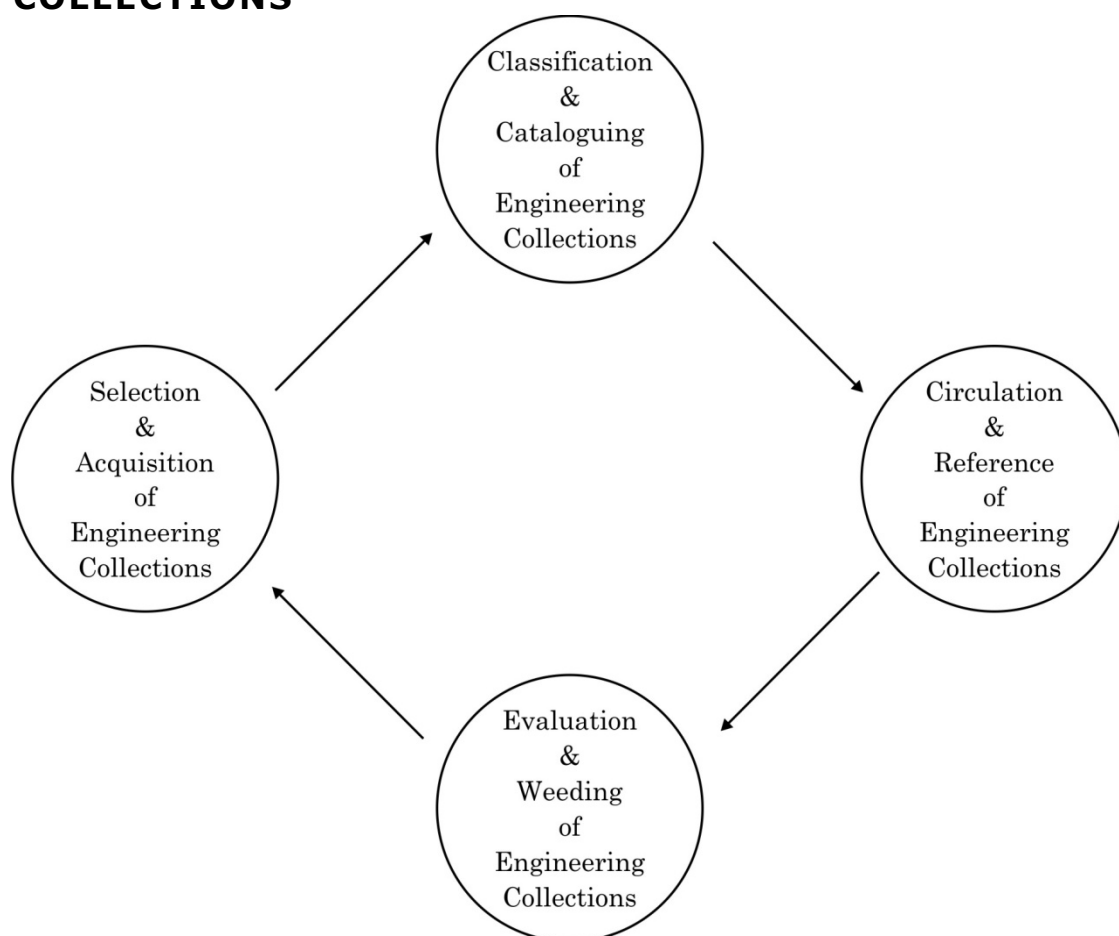 COLLECTIONS
Classification
&
Cataloguing
of
Engineering
Collections
Selection
&
Acquisition
of
Engineering
Collections
Circulation
&
Reference
of
Engineering
Collections
Evaluation
&
Weeding
of
Engineering
Collections